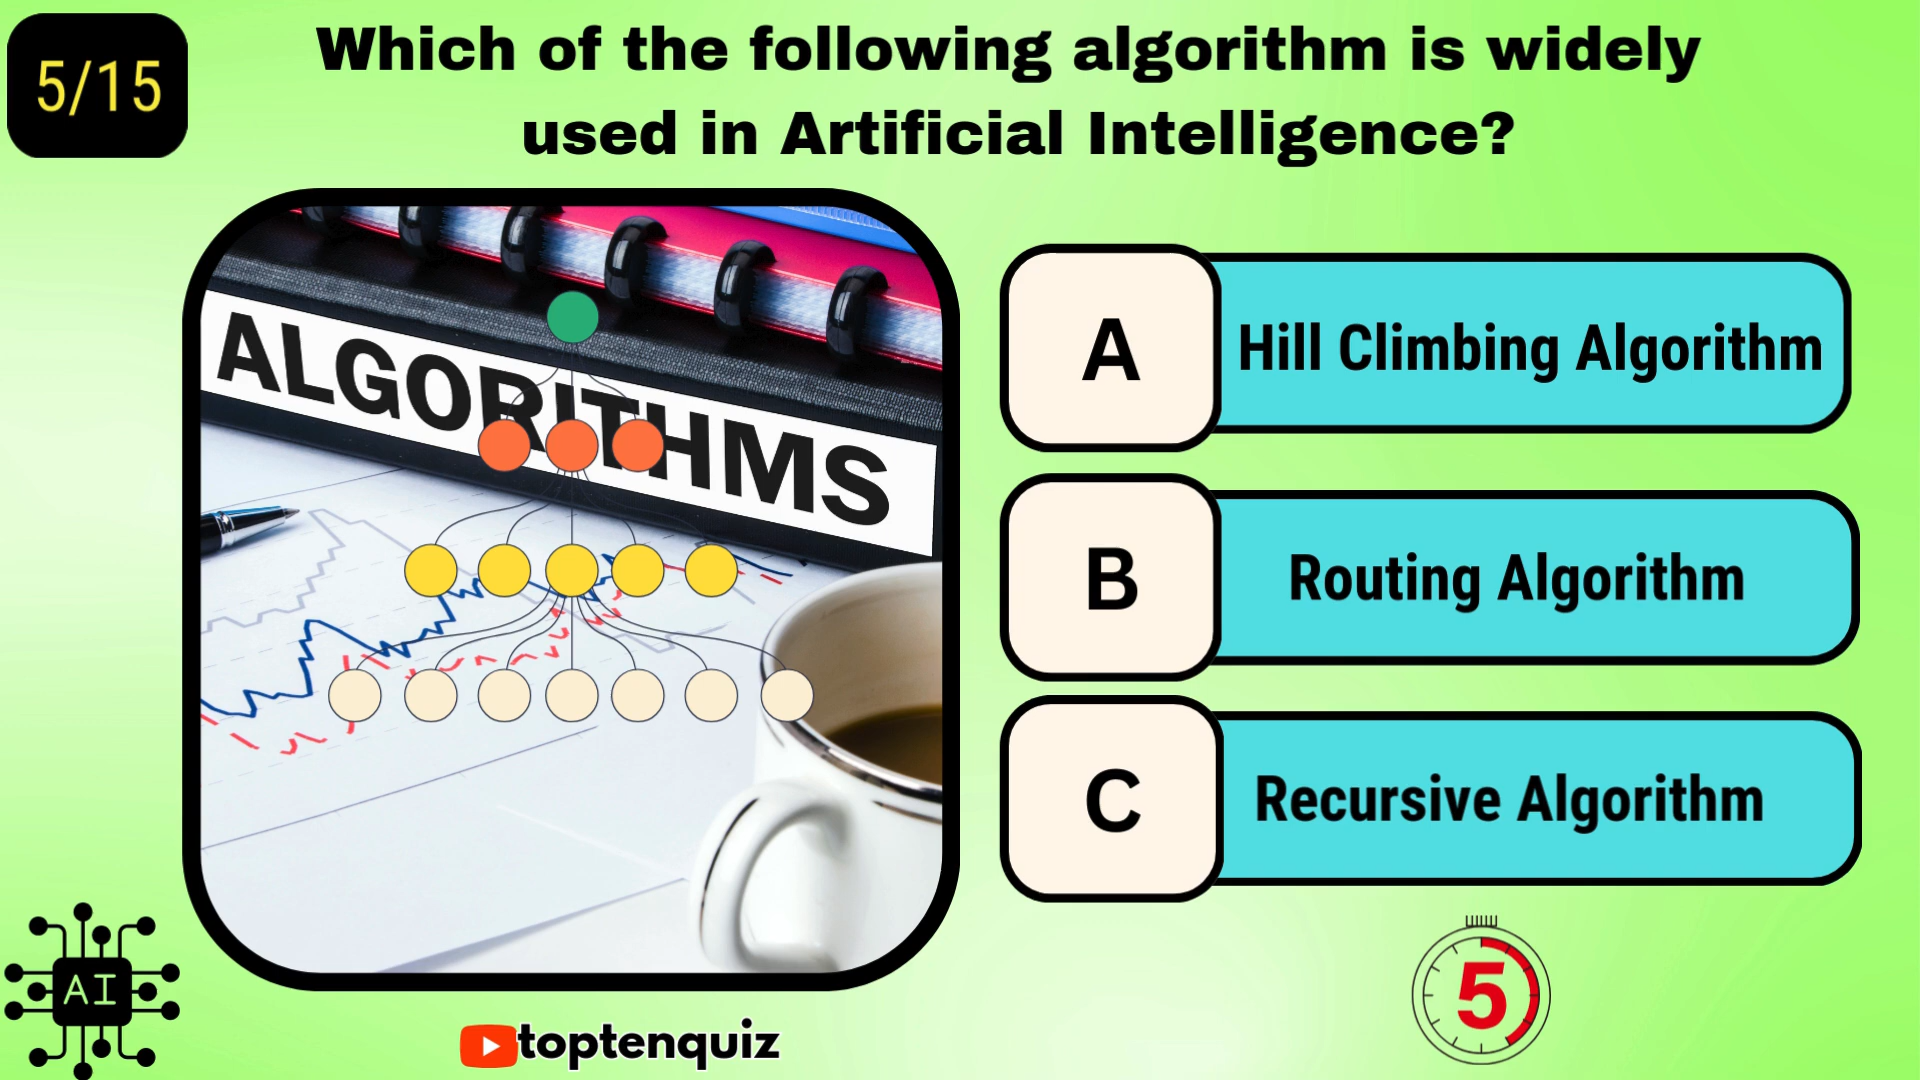 5/15
Which of the following algorithm is widely
used in Artificial Intelligence?
ALGORITHMS
A
Hill Climbing Algorithm
B
Routing Algorithm
C
Recursive Algorithm
AI
toptenquiz
5